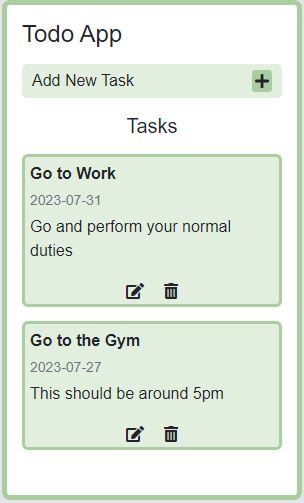 Todo App
Add New Task
Tasks
Go to Work
2023-07-31
Go and perform your normal
duties
Go to the Gym
2023-07-27
This should be around 5pm